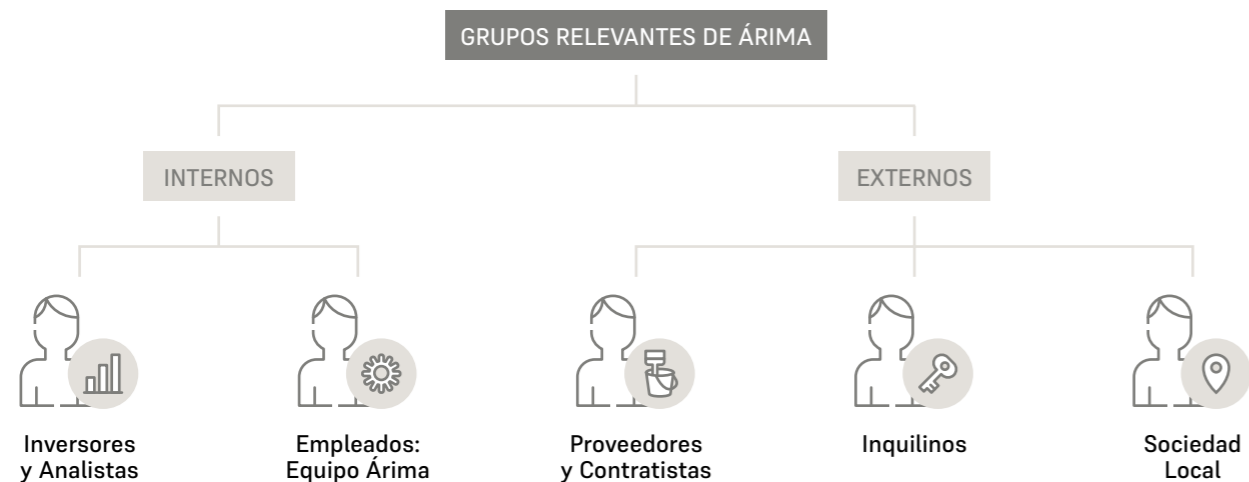 GRUPOS RELEVANTES DE ÁRIMA
INTERNOS
EXTERNOS
Inversores
y Analistas
Empleados:
Equipo Árima
Proveedores
y Contratistas
Inquilinos
Sociedad
Local